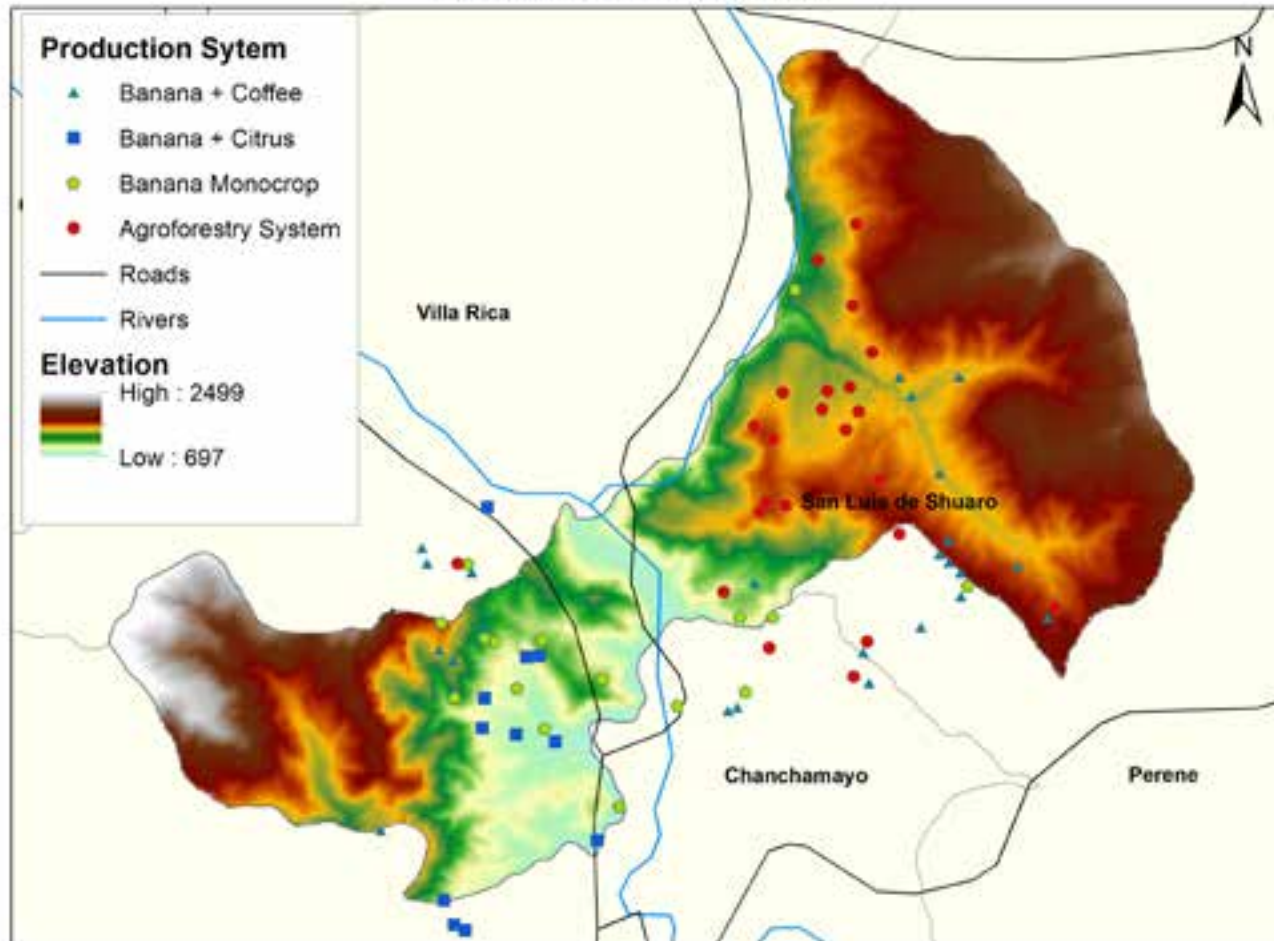 Production Sytem
Banana + Coffee
Banana + Citrus
Banana Monocrop
Agroforestry System
Roads
Rivers
Elevation
High : 2499
Low : 697
N
Villa Rica
San Luis de Shuaro
Chanchamayo
Perene